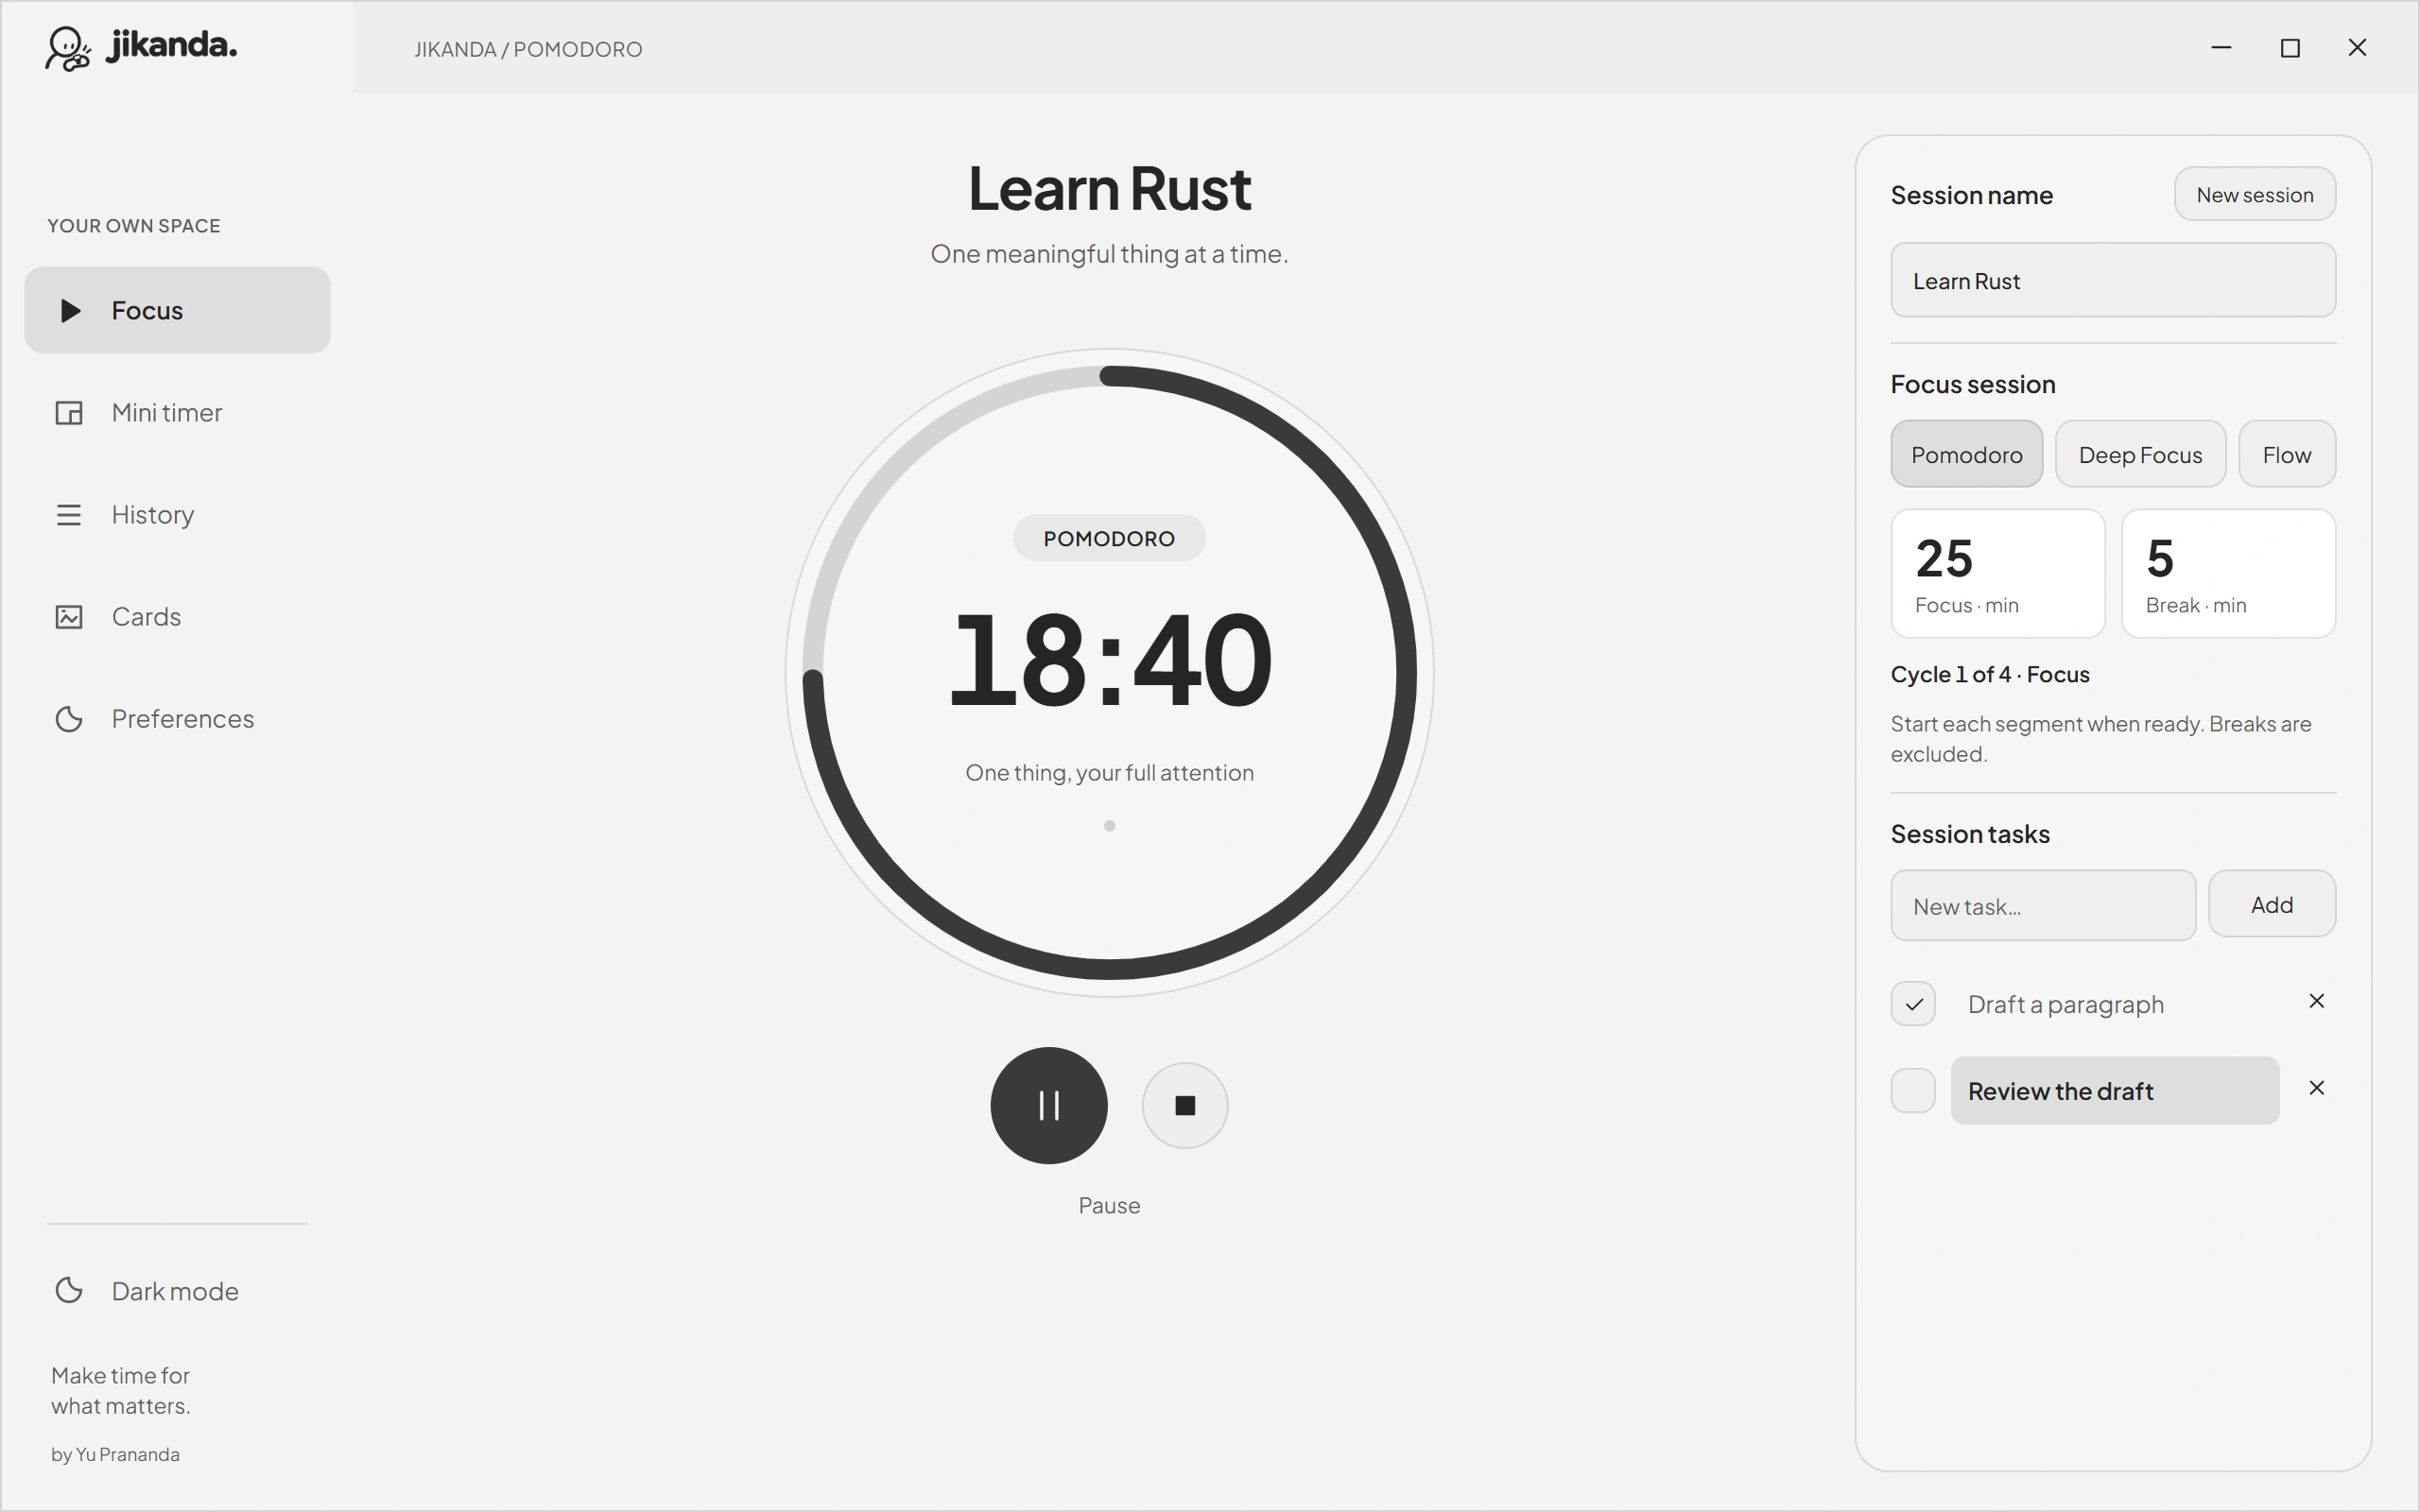 jikanda.
JIKANDA / POMODORO
YOUR OWN SPACE
Focus
Mini timer
History
Cards
Preferences
Dark mode
Make time for
what matters.
by Yu Prananda
Learn Rust
One meaningful thing at a time.
POMODORO
18:40
One thing, your full attention
Pause
Session name
New session
Learn Rust
Focus session
Pomodoro
Deep Focus
Flow
25
Focus · min
5
Break · min
Cycle 1 of 4 · Focus
Start each segment when ready. Breaks are
excluded.
Session tasks
New task…
Add
Draft a paragraph
Review the draft